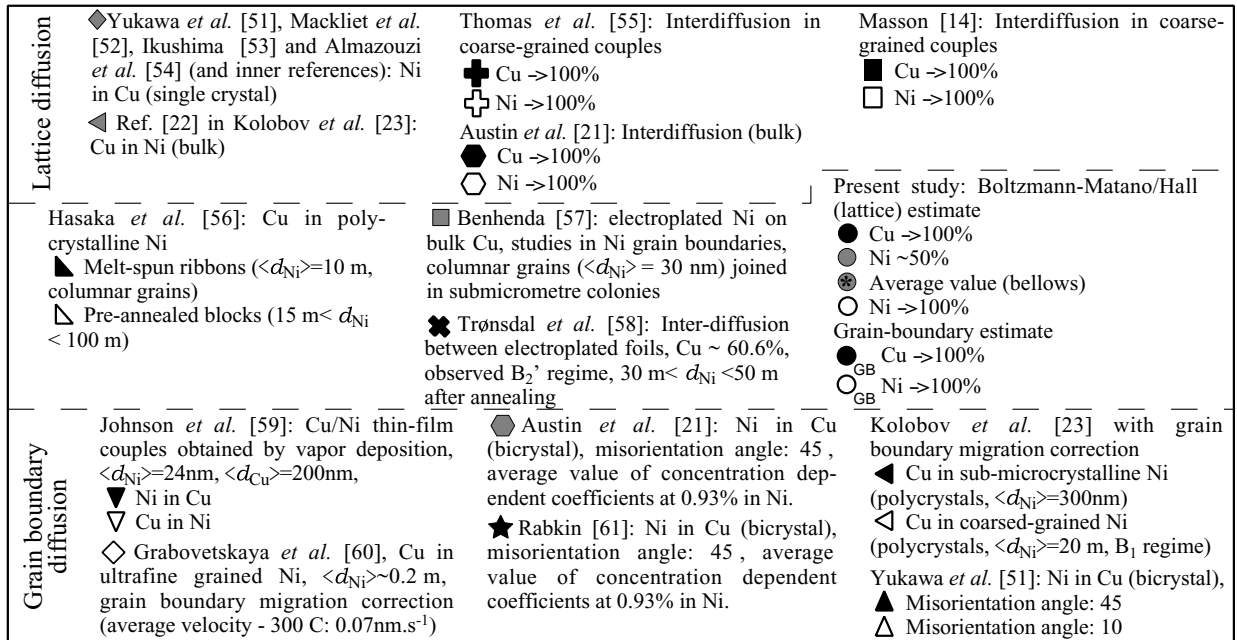 Lattice diffusion
Yukawa et al. [51], Mackliet et al.
[52], Ikushima [53] and Almazouzi
et al. [54] (and inner references): Ni
in Cu (single crystal)
Ref. [22] in Kolobov et al. [23]:
Cu in Ni (bulk)
Thomas et al. [55]: Interdiffusion in
coarse-grained couples
Cu ->100%
Ni ->100%
Austin et al. [21]: Interdiffusion (bulk)
Cu ->100%
Ni ->100%
Masson [14]: Interdiffusion in coarse-
grained couples
Cu ->100%
Ni ->100%
Hasaka et al. [56]: Cu in poly-
crystalline Ni
Melt-spun ribbons (<dNi>=10 m,
columnar grains)
Pre-annealed blocks (15 m< dNi
< 100 m)
Benhenda [57]: electroplated Ni on
bulk Cu, studies in Ni grain boundaries,
columnar grains (<dNi> = 30 nm) joined
in submicrometre colonies
Trønsdal et al. [58]: Inter-diffusion
between electroplated foils, Cu ~ 60.6%,
observed B2' regime, 30 m< dNi <50 m
after annealing
Present study: Boltzmann-Matano/Hall
(lattice) estimate
Cu ->100%
Ni ~50%
Average value (bellows)
Ni ->100%
Grain-boundary estimate
GB Cu ->100%
GB Ni ->100%
Grain boundary
diffusion
Johnson et al. [59]: Cu/Ni thin-film
couples obtained by vapor deposition,
<dNi>=24nm, <dCu>=200nm,
Ni in Cu
Cu in Ni
Grabovetskaya et al. [60], Cu in
ultrafine grained Ni, <dNi>~0.2 m,
grain boundary migration correction
(average velocity - 300 C: 0.07nm.s-1)
Austin et al. [21]: Ni in Cu
(bicrystal), misorientation angle: 45 ,
average value of concentration dep-
endent coefficients at 0.93% in Ni.
Rabkin [61]: Ni in Cu (bicrystal),
misorientation angle: 45 , average
value of concentration dependent
coefficients at 0.93% in Ni.
Kolobov et al. [23] with grain
boundary migration correction
Cu in sub-microcrystalline Ni
(polycrystals, <dNi>=300nm)
Cu in coarsed-grained Ni
(polycrystals, <dNi>=20 m, B1 regime)
Yukawa et al. [51]: Ni in Cu (bicrystal),
Misorientation angle: 45
Misorientation angle: 10